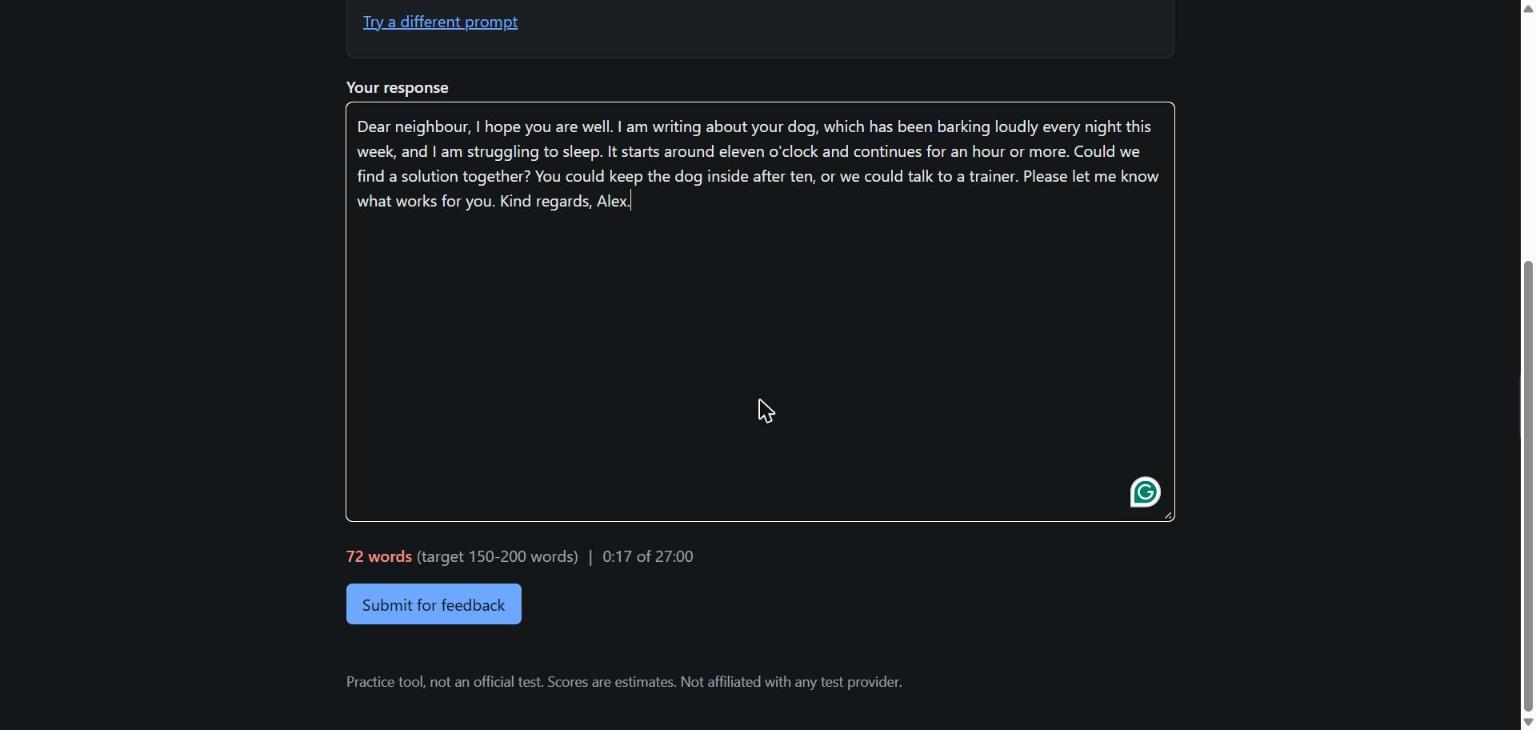 Try a different prompt
Your response
Dear neighbour, I hope you are well. I am writing about your dog, which has been barking loudly every night this
week, and I am struggling to sleep. It starts around eleven o'clock and continues for an hour or more. Could we
find a solution together? You could keep the dog inside after ten, or we could talk to a trainer. Please let me know
what works for you. Kind regards, Alex.
72 words (target 150-200 words) | 0:17 of 27:00
Submit for feedback
Practice tool, not an official test. Scores are estimates. Not affiliated with any test provider.